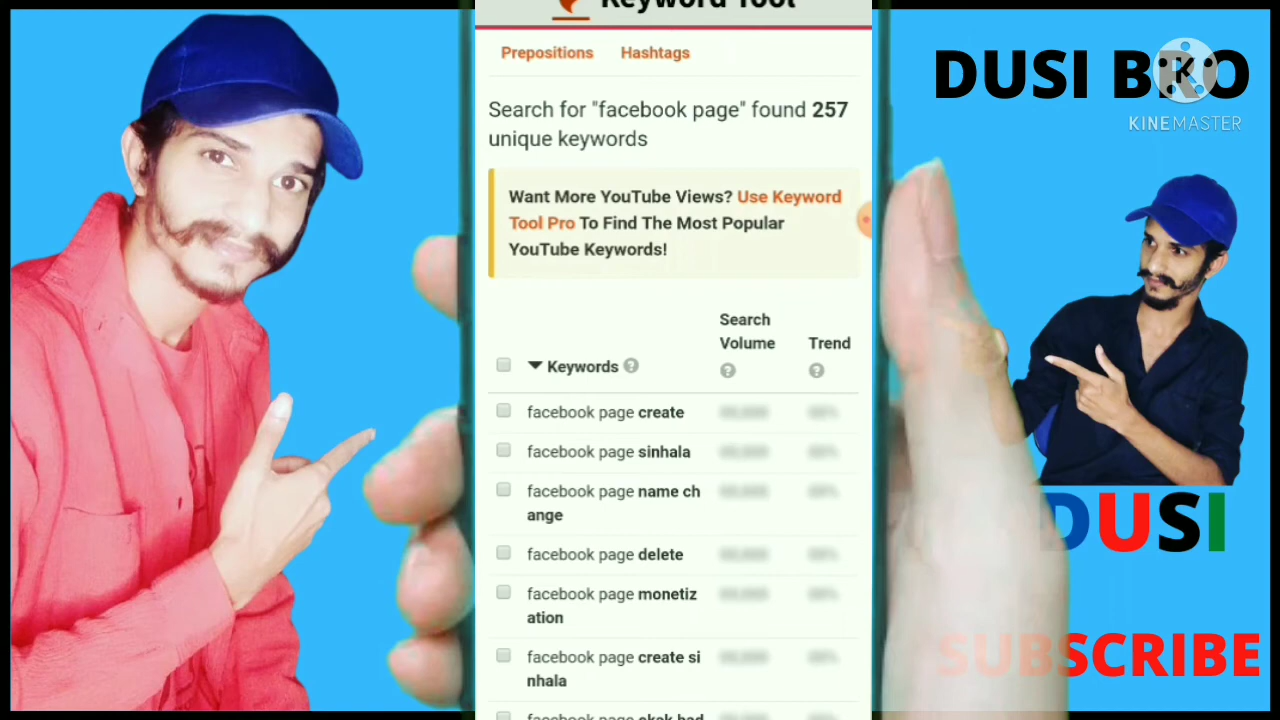 Keyword Tool
Prepositions Hashtags
Search for "facebook page" found 257
unique keywords
Want More YouTube Views? Use Keyword
Tool Pro To Find The Most Popular
YouTube Keywords!
Search
Volume
Trend
Keywords
facebook page create
facebook page sinhala
facebook page name ch
ange
facebook page delete
facebook page monetiz
ation
facebook page create si
nhala
facebook page
DUSI BRO
K
KINEMASTER
DUSI
SUBSCRIBE